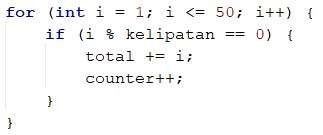 for (int i = 1; i <= 50; i++) {
    if (i % kelipatan == 0) {
        total += i;
        counter++;
    }
}